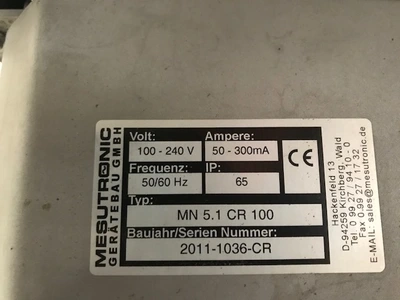 MESUTRONIC
GERÄTEBAU GMBH
Volt: Ampere:
100 - 240 V 50 - 300mA
Frequenz: IP:
50/60 Hz 65
Typ:
MN 5.1 CR 100
Baujahr/Serien Nummer:
2011-1036-CR
CE
Hackenfeld 13
D-94259 Kirchberg, Wald
Tel 0 99 27 / 94 10 - 0
Fax 0 99 27 / 17 32
E-MAIL: sales@mesutronic.de